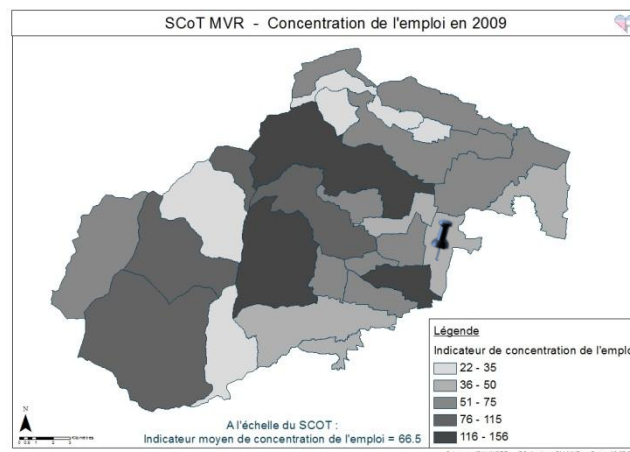 SCoT MVR - Concentration de l'emploi en 2009
Légende
Indicateur de concentration de l'emploi
22 - 35
36 - 50
51 - 75
76 - 115
116 - 156
N
A l'échelle du SCOT :
Indicateur moyen de concentration de l'emploi = 66.5